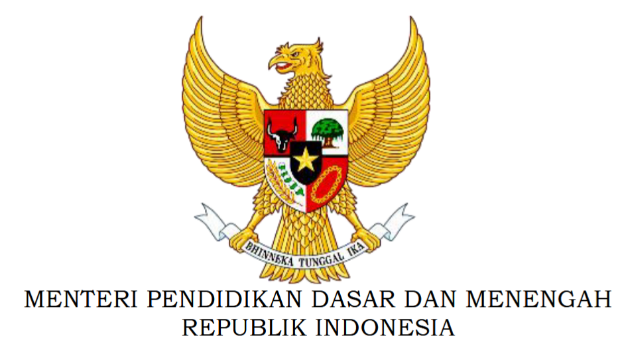 BHINNEKA TUNGGAL IKA
MENTERI PENDIDIKAN DASAR DAN MENENGAH
REPUBLIK INDONESIA